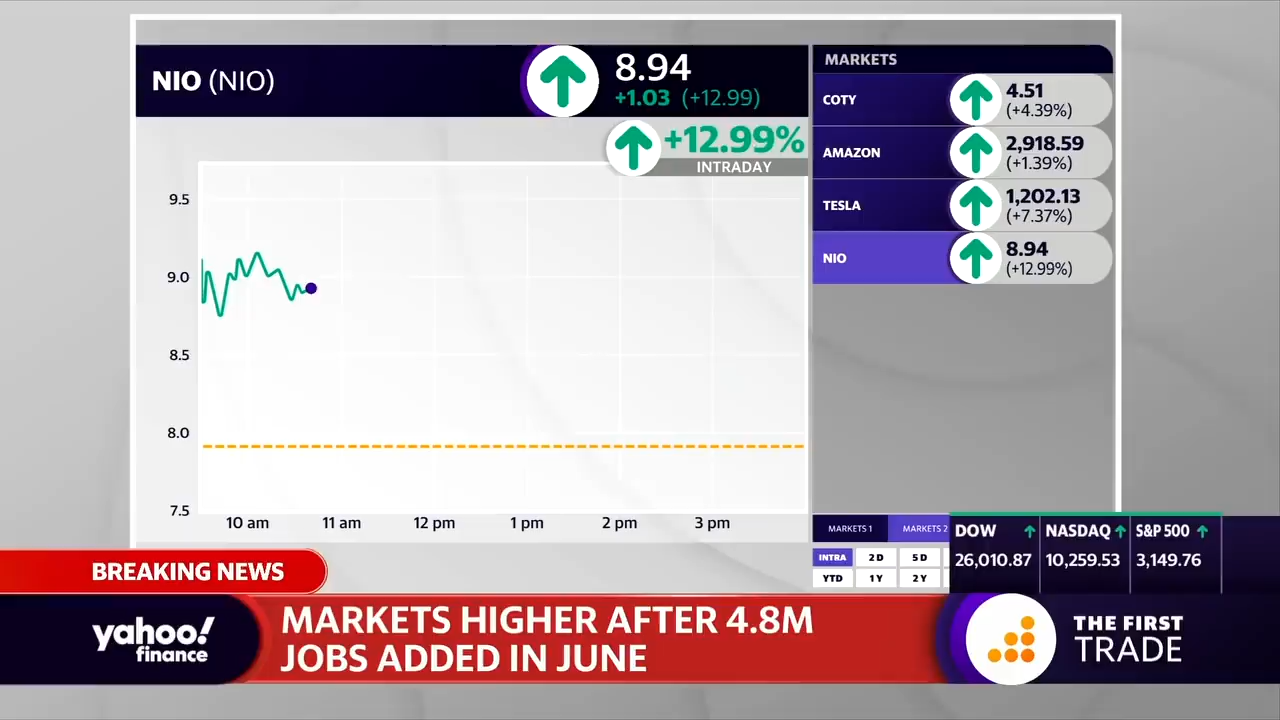 NIO (NIO)
8.94
+1.03 (+12.99)
+12.99%
INTRADAY
9.5
9.0
8.5
8.0
7.5
10 am 11 am 12 pm 1 pm 2 pm 3 pm
MARKETS
COTY 4.51
(+4.39%)
AMAZON 2,918.59
(+1.39%)
TESLA 1,202.13
(+7.37%)
NIO 8.94
(+12.99%)
MARKETS 1 MARKETS 2
INTRA 2 D 5 D
YTD 1 Y 2 Y
DOW NASDAQ S&P 500
26,010.87 10,259.53 3,149.76
BREAKING NEWS
yahoo!
finance
MARKETS HIGHER AFTER 4.8M
JOBS ADDED IN JUNE
THE FIRST
TRADE